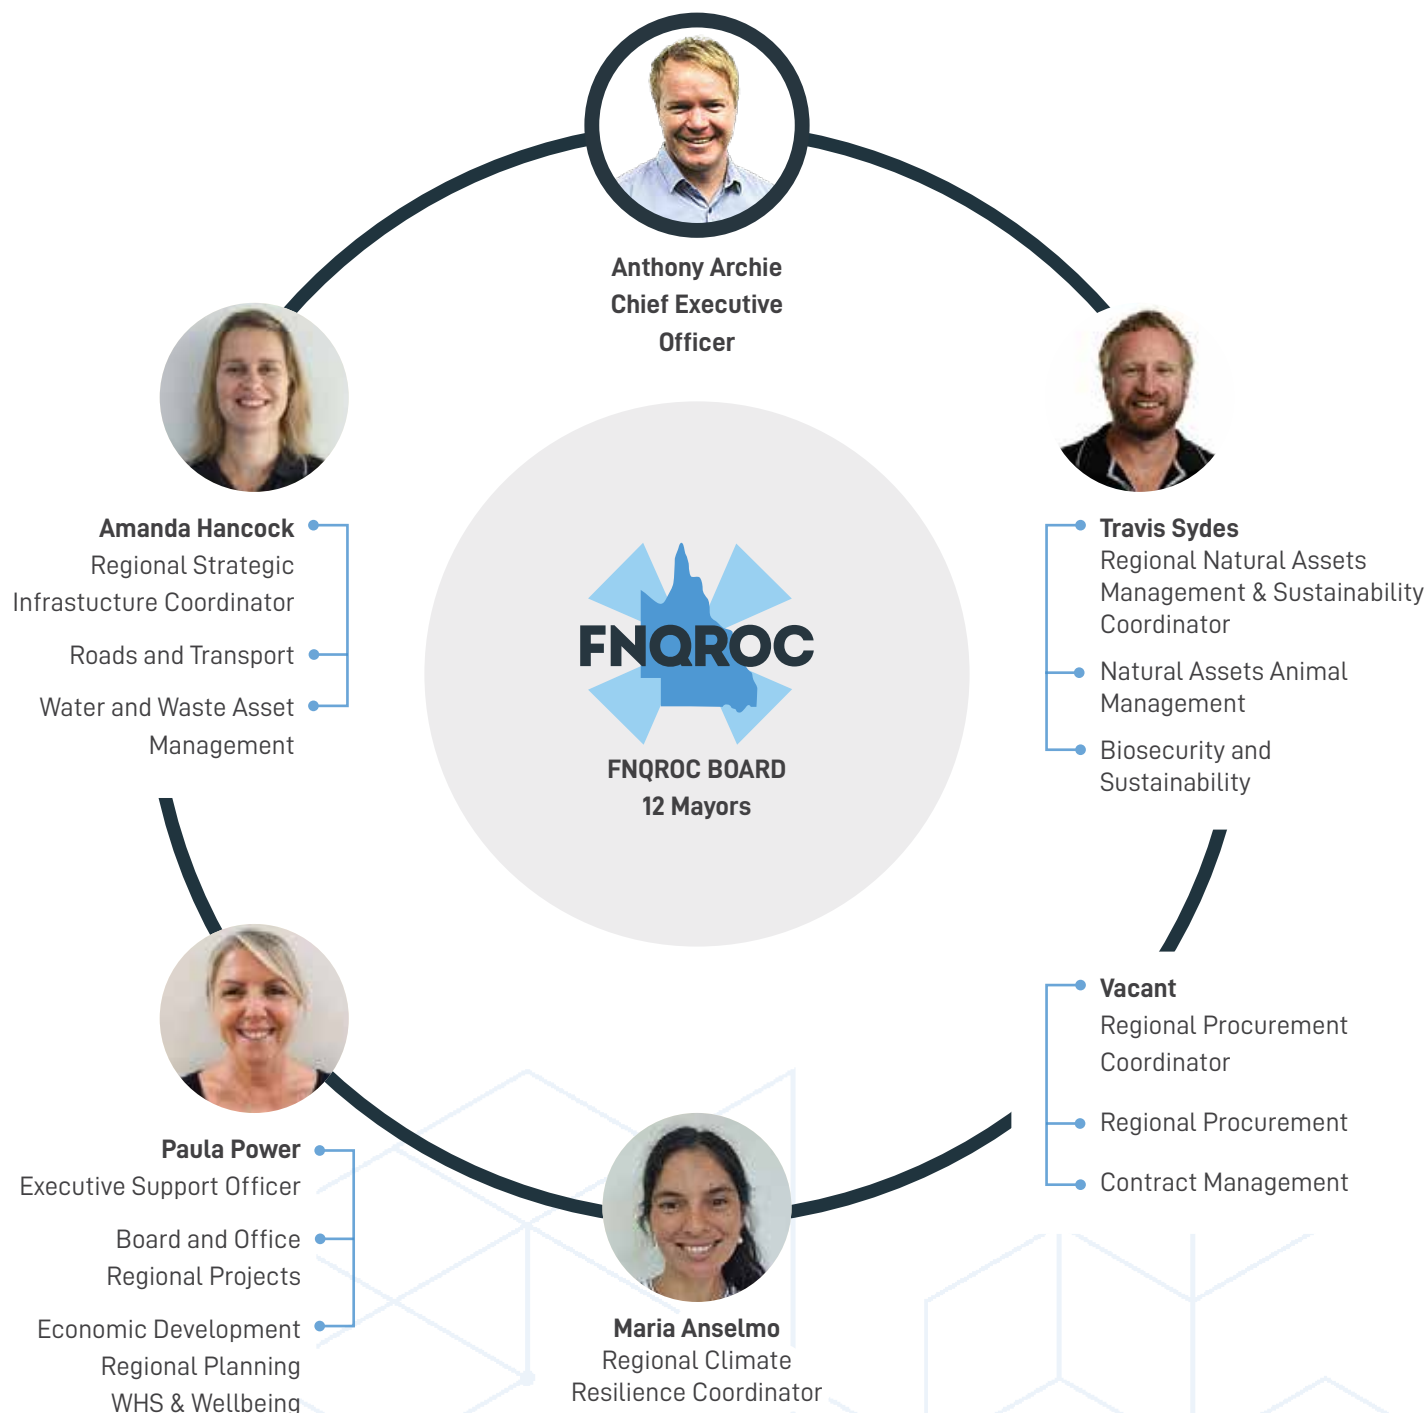 Anthony Archie
Chief Executive
Officer
Amanda Hancock
Regional Strategic
Infrastucture Coordinator
Roads and Transport
Water and Waste Asset
Management
Travis Sydes
Regional Natural Assets
Management & Sustainability
Coordinator
Natural Assets Animal
Management
Biosecurity and
Sustainability
FNQROC
FNQROC BOARD
12 Mayors
Vacant
Regional Procurement
Coordinator
Regional Procurement
Contract Management
Paula Power
Executive Support Officer
Board and Office
Regional Projects
Economic Development
Regional Planning
WHS & Wellbeing
Maria Anselmo
Regional Climate
Resilience Coordinator